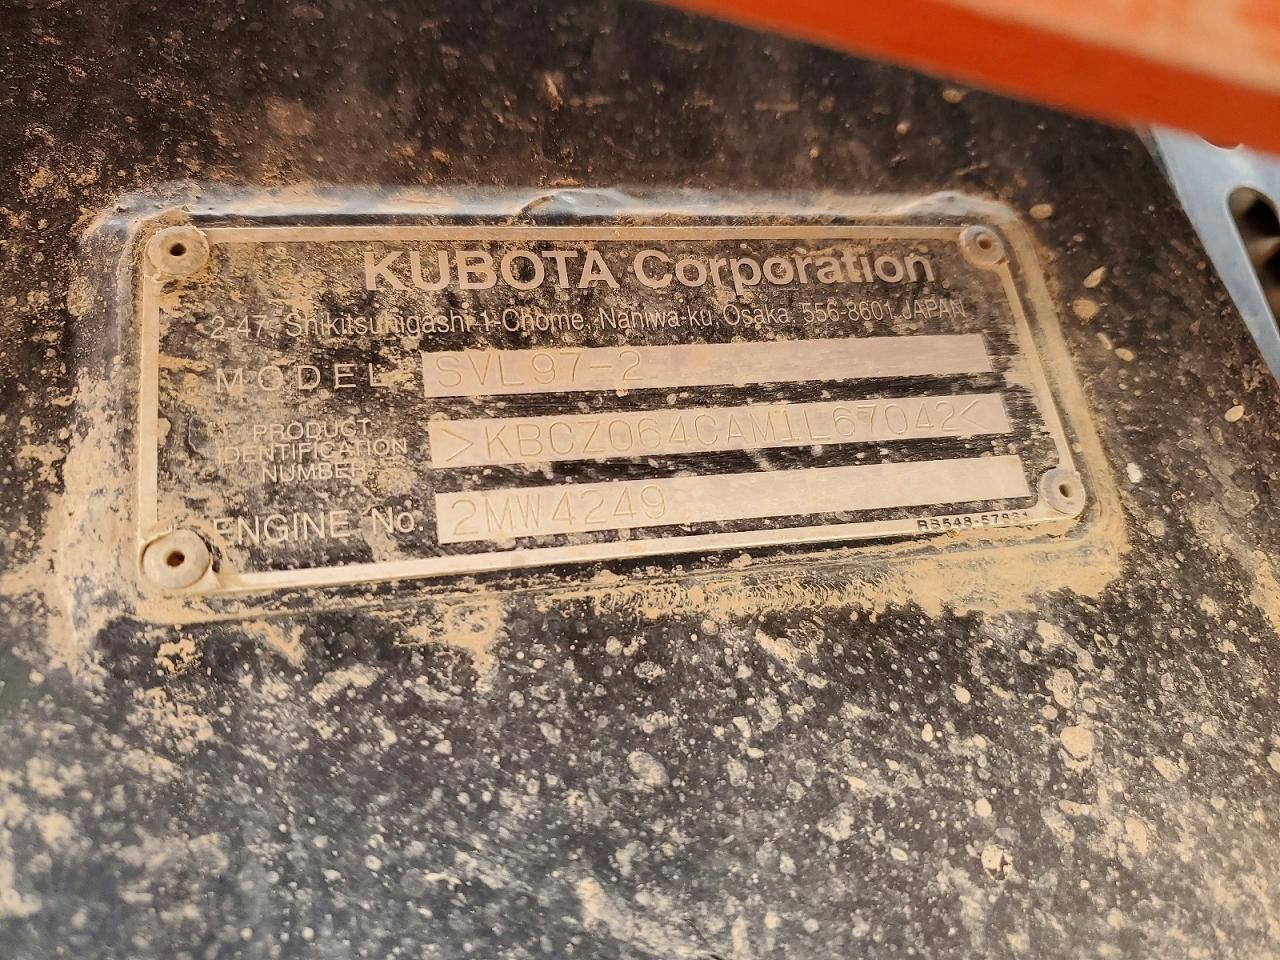 KUBOTA Corporation
2-47, Shikitsuhigashi 1-Chome, Naniwa-ku, Osaka, 556-8601 JAPAN
MODEL SVL97-2
PRODUCT
IDENTIFICATION
NUMBER >KBCZ064CAM1L67042<
ENGINE No. 2MW4249